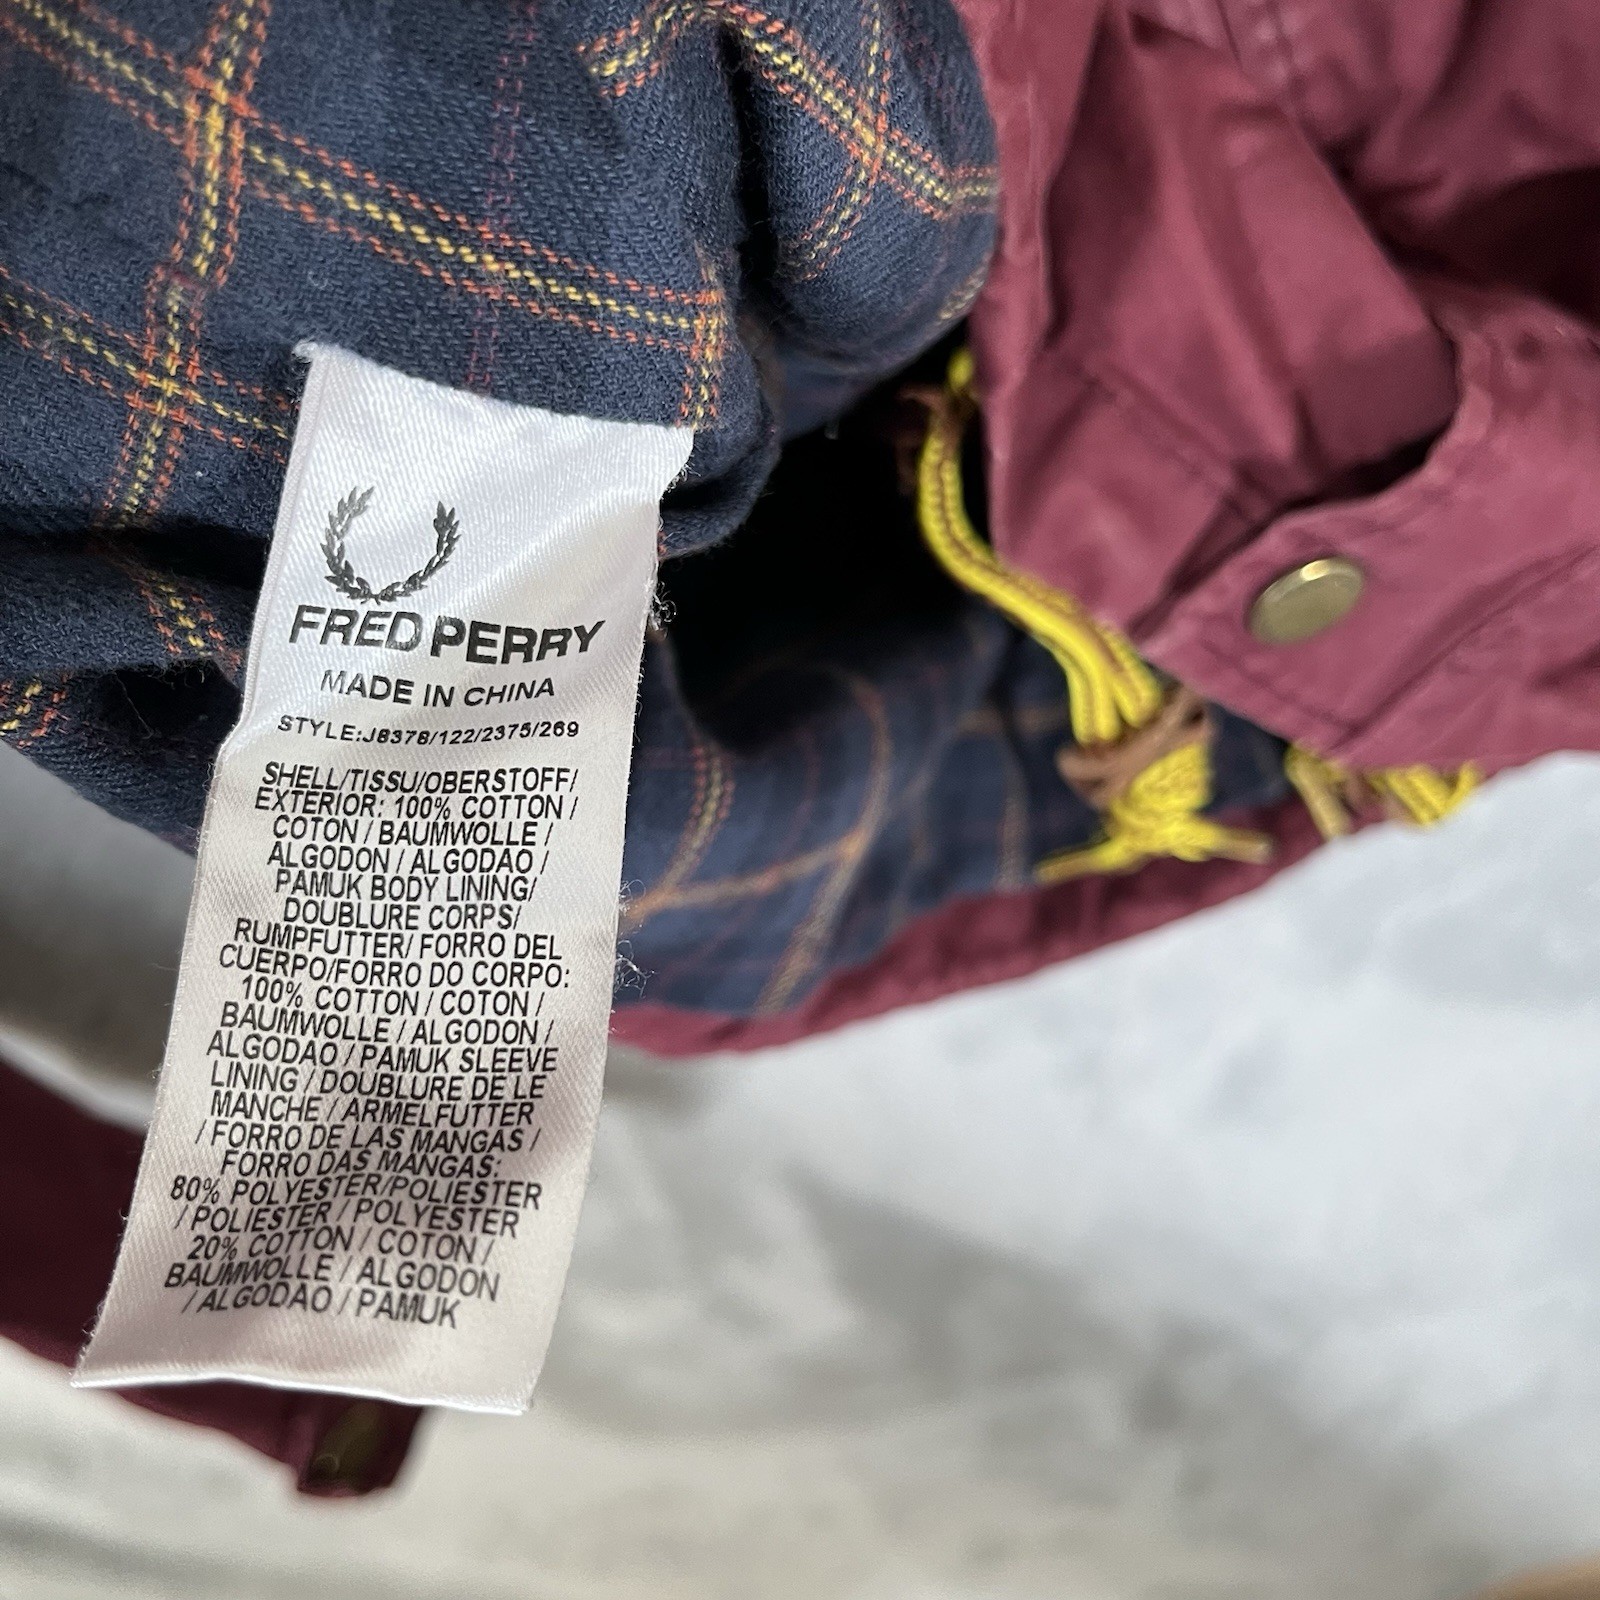 FRED PERRY
MADE IN CHINA
STYLE:J8378/122/2375/269
SHELL/TISSU/OBERSTOFF/
EXTERIOR: 100% COTTON /
COTON / BAUMWOLLE /
ALGODON / ALGODAO /
PAMUK BODY LINING/
DOUBLURE CORPS/
RUMPFUTTER/ FORRO DEL
CUERPO/FORRO DO CORPO:
100% COTTON / COTON /
BAUMWOLLE / ALGODON /
ALGODAO / PAMUK SLEEVE
LINING / DOUBLURE DE LE
MANCHE / ARMELFUTTER
/ FORRO DE LAS MANGAS /
FORRO DAS MANGAS:
80% POLYESTER/POLIESTER
/ POLIESTER / POLYESTER
20% COTTON / COTON /
BAUMWOLLE / ALGODON
/ ALGODAO / PAMUK